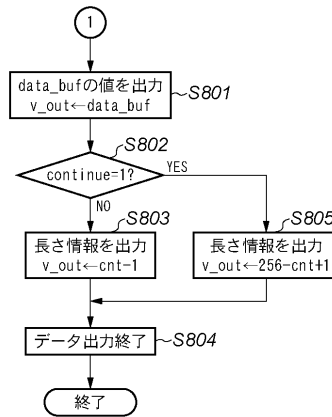 1
data_bufの値を出力
v_out←data_buf
S801
S802
continue=1?
YES
NO
S803
長さ情報を出力
v_out←cnt-1
S805
長さ情報を出力
v_out←256-cnt+1
データ出力終了
S804
終了